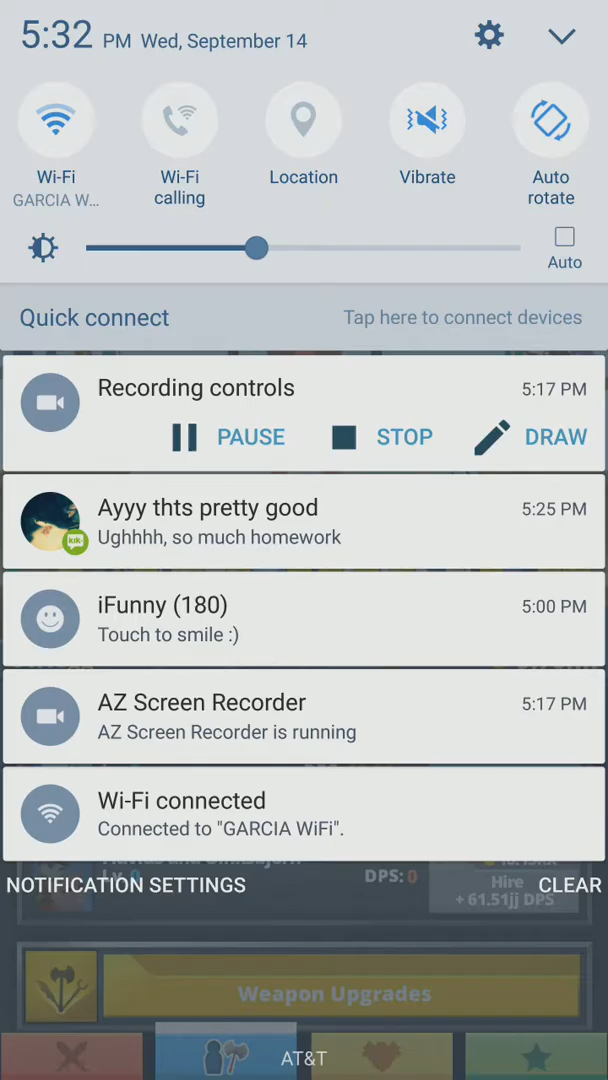 5:32 PM Wed, September 14
Wi-Fi
GARCIA W...
Wi-Fi
calling
Location
Vibrate
Auto
rotate
Auto
Quick connect
Tap here to connect devices
Recording controls
5:17 PM
PAUSE
STOP
DRAW
Ayyy thts pretty good
5:25 PM
kik
Ughhhh, so much homework
iFunny (180)
5:00 PM
Touch to smile :)
AZ Screen Recorder
5:17 PM
AZ Screen Recorder is running
Wi-Fi connected
Connected to "GARCIA WiFi".
Lv. 0
DPS: 0
NOTIFICATION SETTINGS
CLEAR
Hire
+ 61.51jj DPS
Weapon Upgrades
AT&T